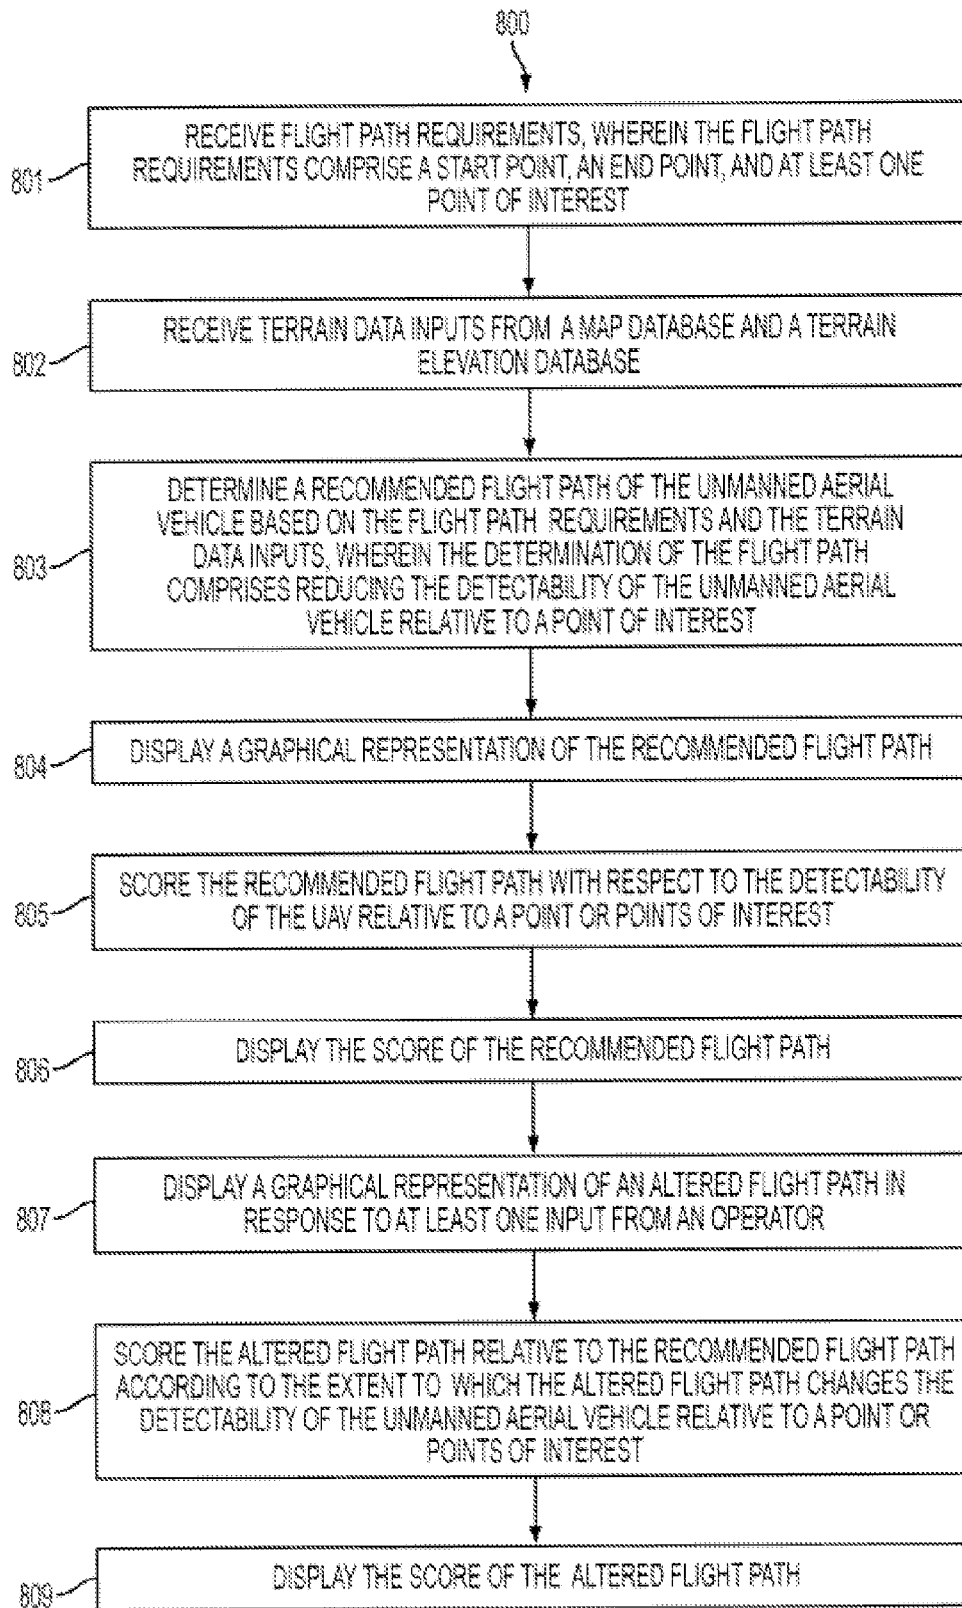 800
801
RECEIVE FLIGHT PATH REQUIREMENTS, WHEREIN THE FLIGHT PATH
REQUIREMENTS COMPRISE A START POINT, AN END POINT, AND AT LEAST ONE
POINT OF INTEREST
802
RECEIVE TERRAIN DATA INPUTS FROM A MAP DATABASE AND A TERRAIN
ELEVATION DATABASE
803
DETERMINE A RECOMMENDED FLIGHT PATH OF THE UNMANNED AERIAL
VEHICLE BASED ON THE FLIGHT PATH REQUIREMENTS AND THE TERRAIN
DATA INPUTS, WHEREIN THE DETERMINATION OF THE FLIGHT PATH
COMPRISES REDUCING THE DETECTABILITY OF THE UNMANNED AERIAL
VEHICLE RELATIVE TO A POINT OF INTEREST
804
DISPLAY A GRAPHICAL REPRESENTATION OF THE RECOMMENDED FLIGHT PATH
805
SCORE THE RECOMMENDED FLIGHT PATH WITH RESPECT TO THE DETECTABILITY
OF THE UAV RELATIVE TO A POINT OR POINTS OF INTEREST
806
DISPLAY THE SCORE OF THE RECOMMENDED FLIGHT PATH
807
DISPLAY A GRAPHICAL REPRESENTATION OF AN ALTERED FLIGHT PATH IN
RESPONSE TO AT LEAST ONE INPUT FROM AN OPERATOR
808
SCORE THE ALTERED FLIGHT PATH RELATIVE TO THE RECOMMENDED FLIGHT PATH
ACCORDING TO THE EXTENT TO WHICH THE ALTERED FLIGHT PATH CHANGES THE
DETECTABILITY OF THE UNMANNED AERIAL VEHICLE RELATIVE TO A POINT OR
POINTS OF INTEREST
809
DISPLAY THE SCORE OF THE ALTERED FLIGHT PATH